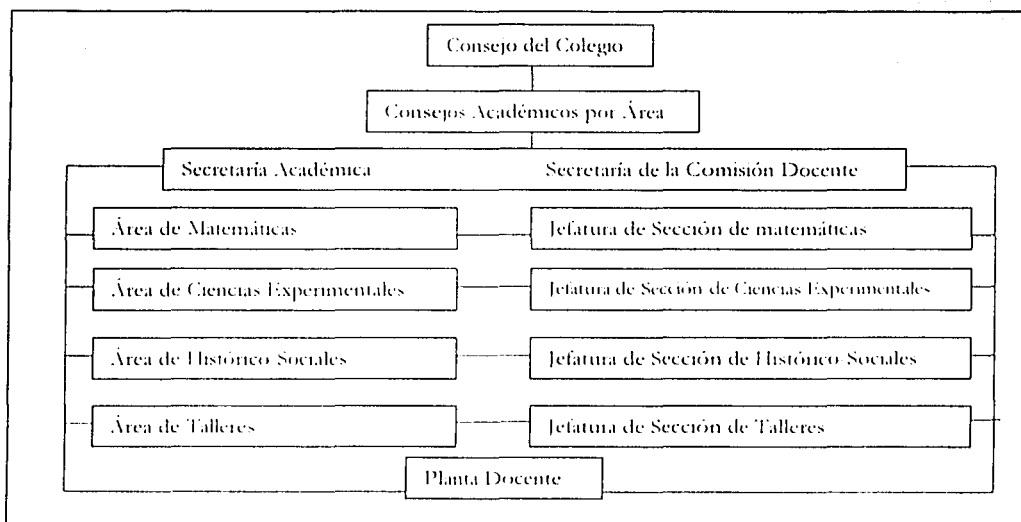 Consejo del Colegio
Consejos Académicos por Área
Secretaría Académica Secretaría de la Comisión Docente
Área de Matemáticas Jefatura de Sección de matemáticas
Área de Ciencias Experimentales Jefatura de Sección de Ciencias Experimentales
Área de Histórico-Sociales Jefatura de Sección de Histórico-Sociales
Área de Talleres Jefatura de Sección de Talleres
Planta Docente